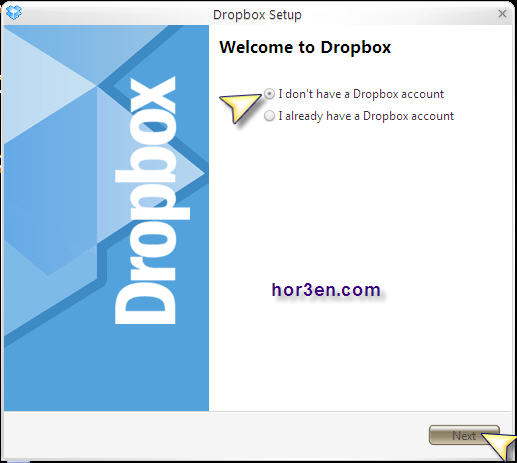 Dropbox Setup
Welcome to Dropbox
I don't have a Dropbox account
I already have a Dropbox account
Dropbox
hor3en.com
Next